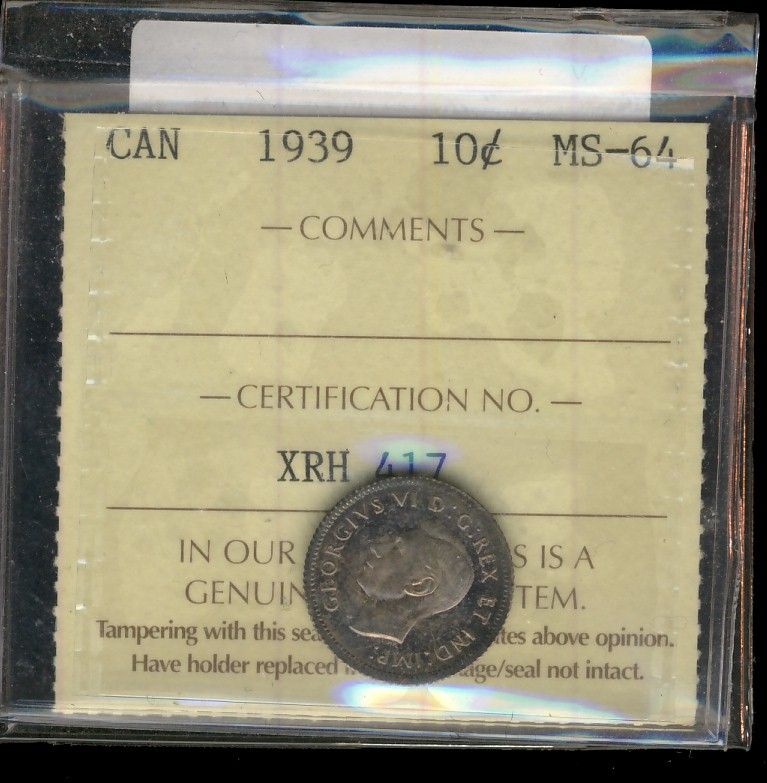 CAN 1939 10¢ MS-64
— COMMENTS —
— CERTIFICATION NO. —
XRH 417
IN OUR S IS A
GENUIN TEM.
Tampering with this sea tes above opinion.
Have holder replaced age/seal not intact.
GEORGIVS VI D:G:REX ET IND:IMP: